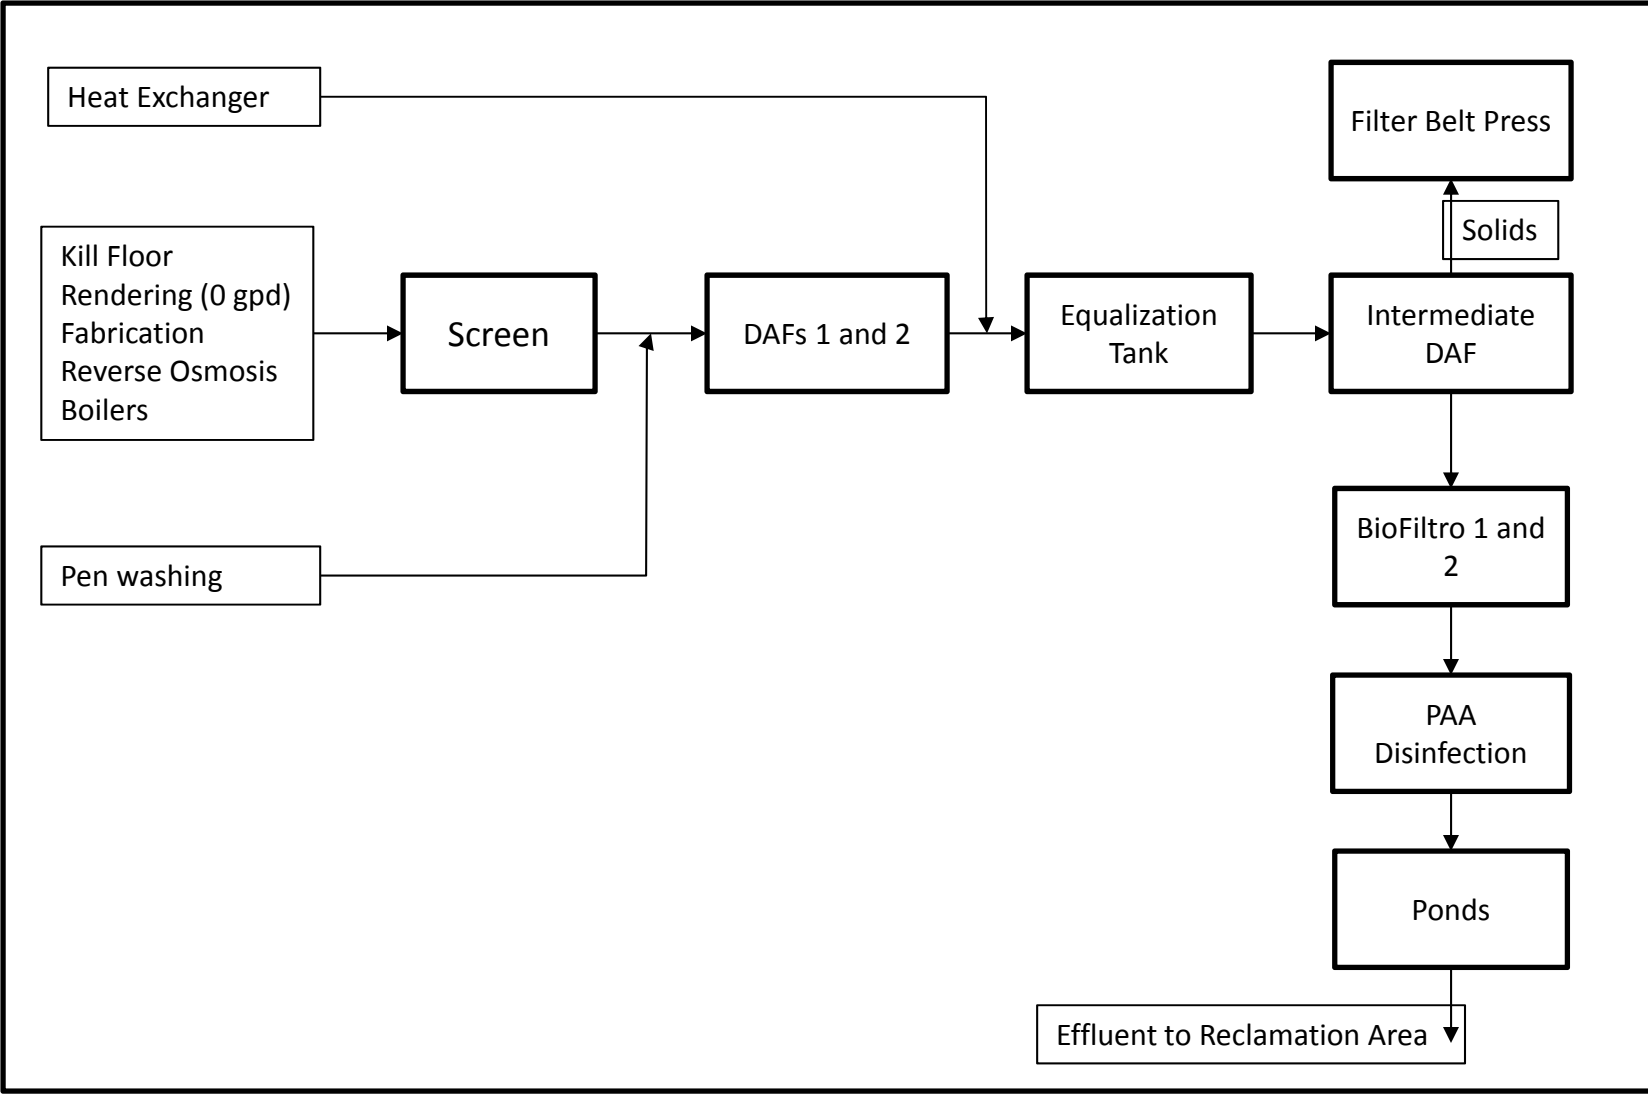 Heat Exchanger
Filter Belt Press
Solids
Kill Floor
Rendering (0 gpd)
Fabrication
Reverse Osmosis
Boilers
Screen
DAFs 1 and 2
Equalization
Tank
Intermediate
DAF
BioFiltro 1 and
2
Pen washing
PAA
Disinfection
Ponds
Effluent to Reclamation Area